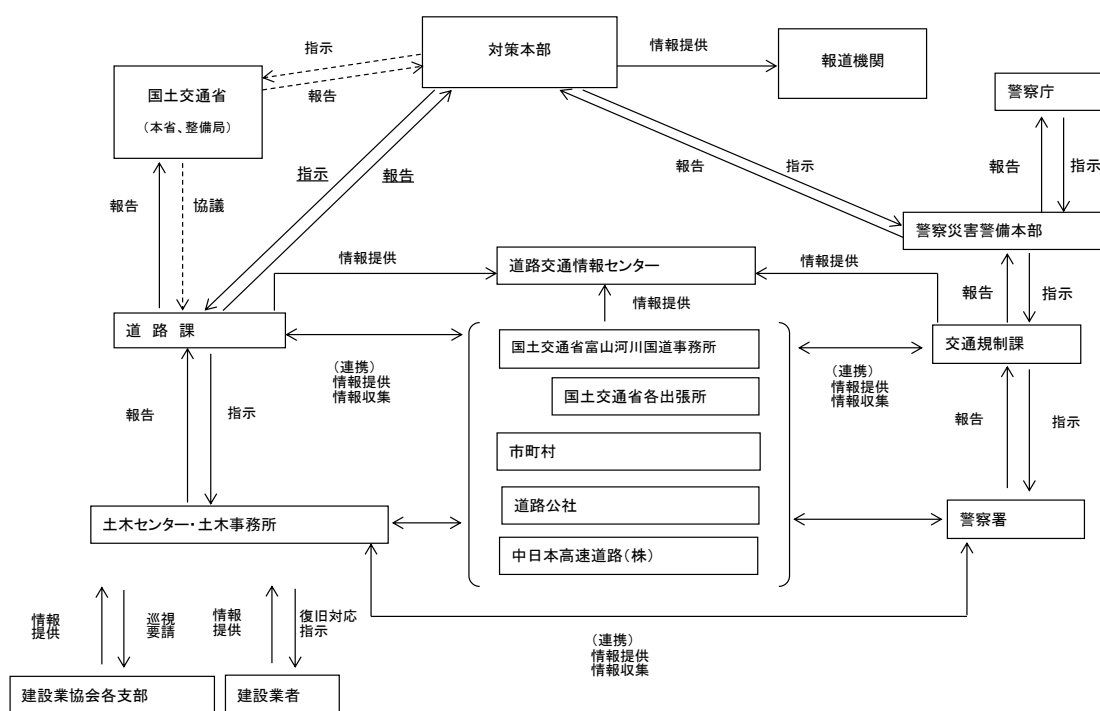 指示
対策本部
情報提供
報道機関
国土交通省
（本省、整備局）
報告
警察庁
指示
報告
報告
指示
報告
指示
報告
協議
警察災害警備本部
情報提供
道路交通情報センター
情報提供
情報提供
報告
指示
道 路 課
国土交通省富山河川国道事務所
交通規制課
（連携）
情報提供
情報収集
（連携）
情報提供
情報収集
国土交通省各出張所
報告
指示
報告
指示
市町村
道路公社
土木センター・土木事務所
警察署
中日本高速道路（株）
情報
提供
巡視
要請
情報
提供
復旧対応
指示
（連携）
情報提供
情報収集
建設業協会各支部
建設業者